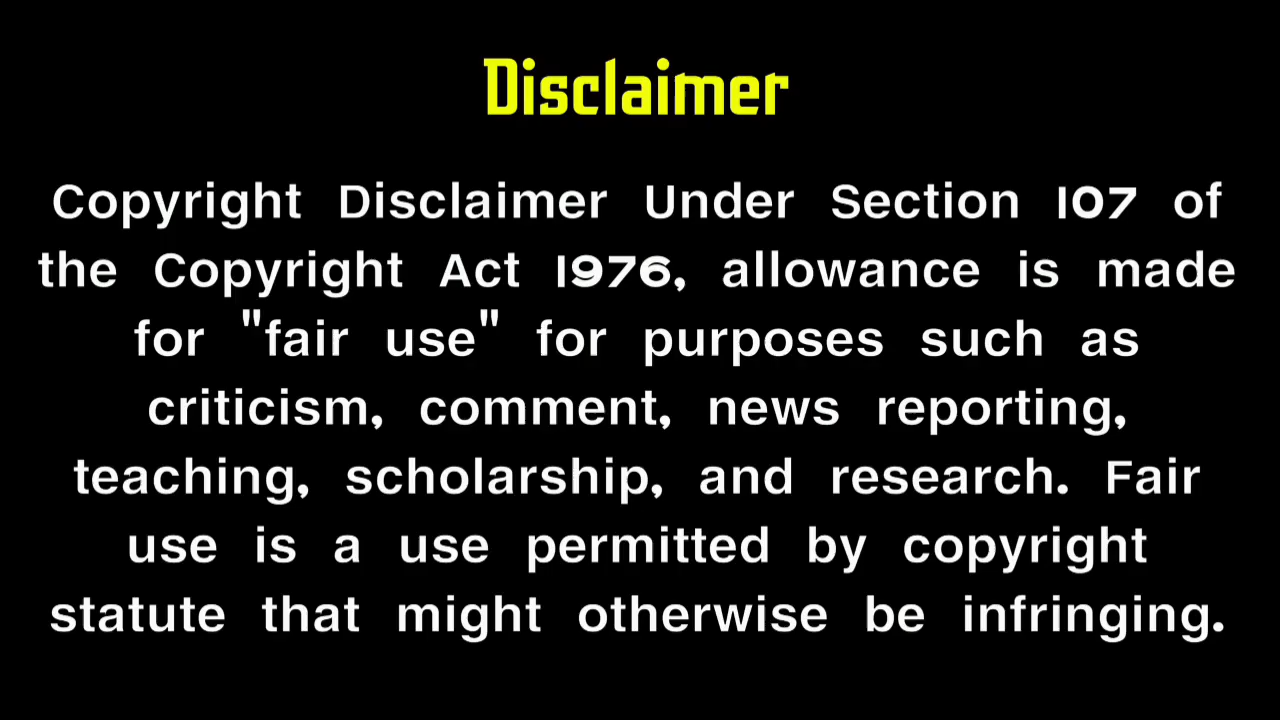 Disclaimer
Copyright Disclaimer Under Section 107 of
the Copyright Act 1976, allowance is made
for "fair use" for purposes such as
criticism, comment, news reporting,
teaching, scholarship, and research. Fair
use is a use permitted by copyright
statute that might otherwise be infringing.